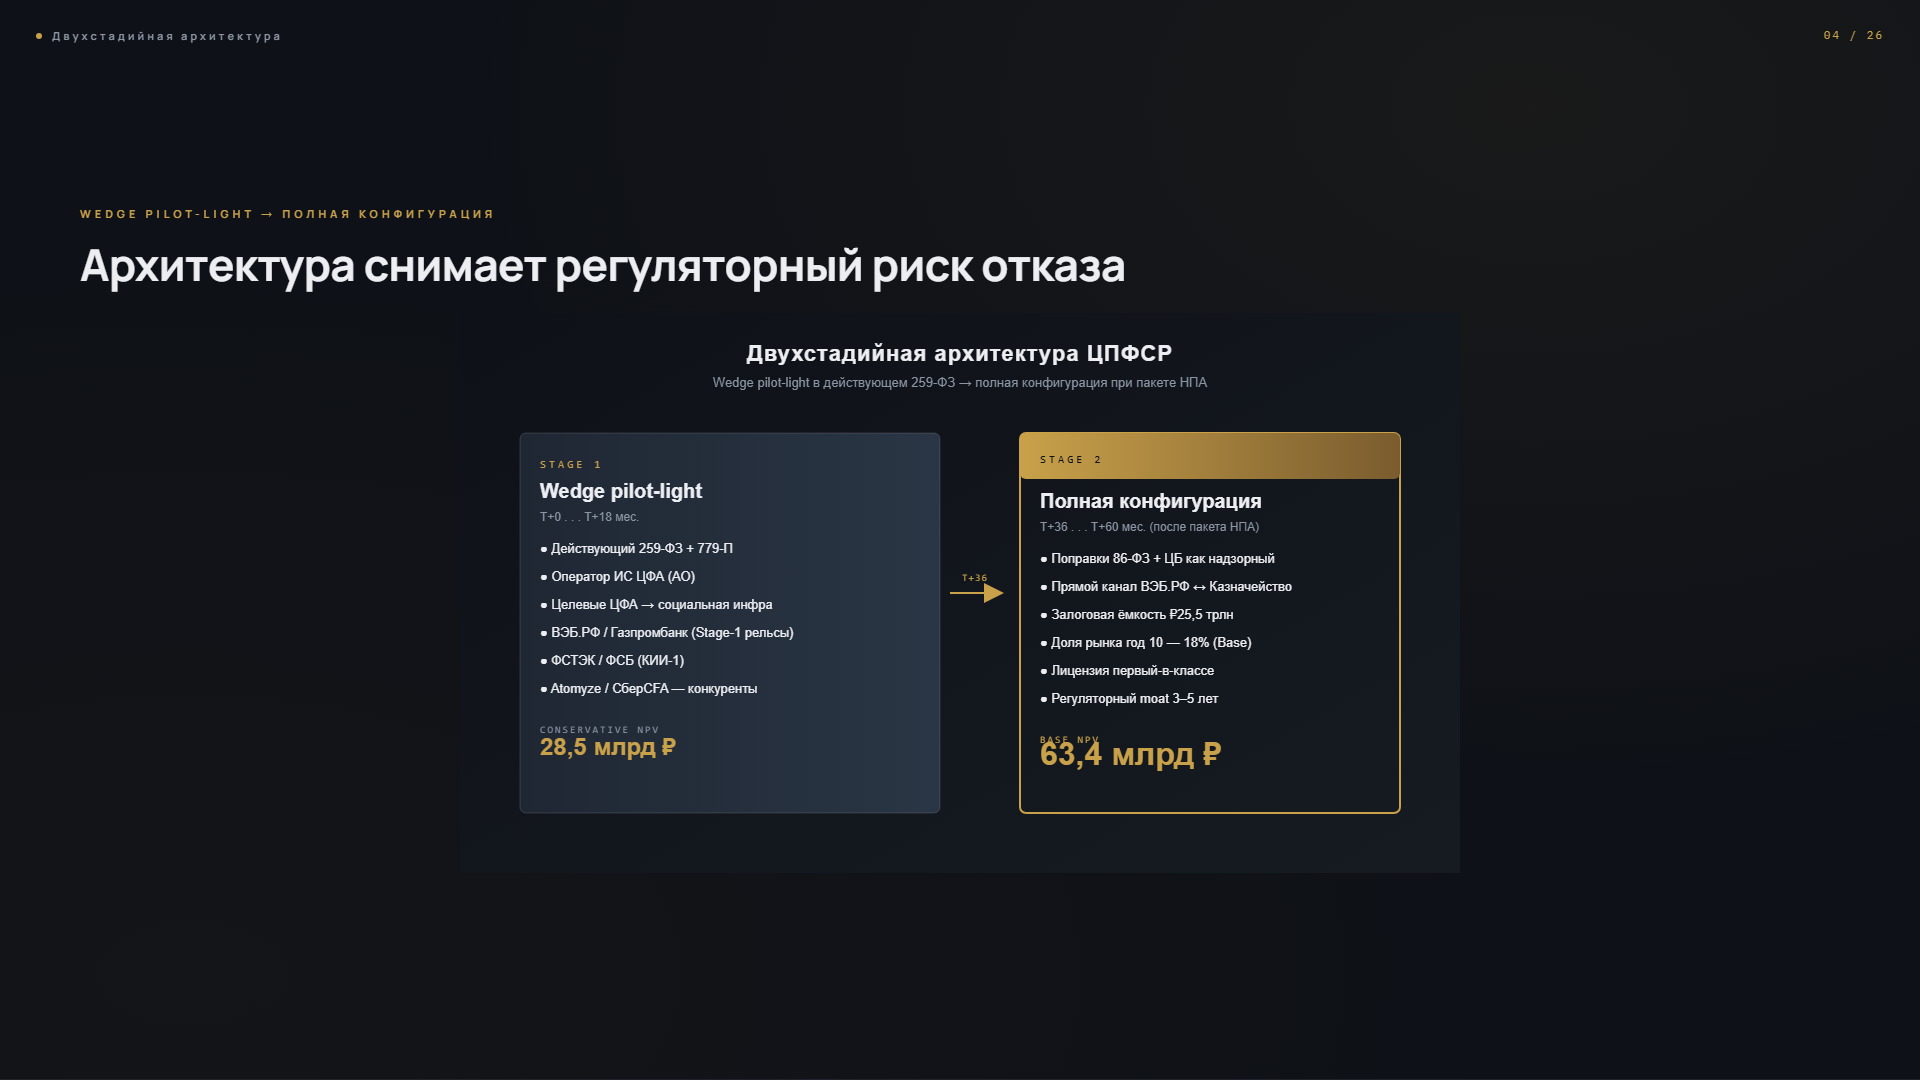 Двухстадийная архитектура
04 / 26
WEDGE PILOT-LIGHT → ПОЛНАЯ КОНФИГУРАЦИЯ
Архитектура снимает регуляторный риск отказа
Двухстадийная архитектура ЦПФСР
Wedge pilot-light в действующем 259-ФЗ → полная конфигурация при пакете НПА
STAGE 1
Wedge pilot-light
T+0 . . . T+18 мес.
● Действующий 259-ФЗ + 779-П
● Оператор ИС ЦФА (АО)
● Целевые ЦФА → социальная инфра
● ВЭБ.РФ / Газпромбанк (Stage-1 рельсы)
● ФСТЭК / ФСБ (КИИ-1)
● Atomyze / СберCFA — конкуренты
CONSERVATIVE NPV
28,5 млрд ₽
T+36
STAGE 2
Полная конфигурация
T+36 . . . T+60 мес. (после пакета НПА)
● Поправки 86-ФЗ + ЦБ как надзорный
● Прямой канал ВЭБ.РФ ↔ Казначейство
● Залоговая ёмкость ₽25,5 трлн
● Доля рынка год 10 — 18% (Base)
● Лицензия первый-в-классе
● Регуляторный moat 3–5 лет
BASE NPV
63,4 млрд ₽